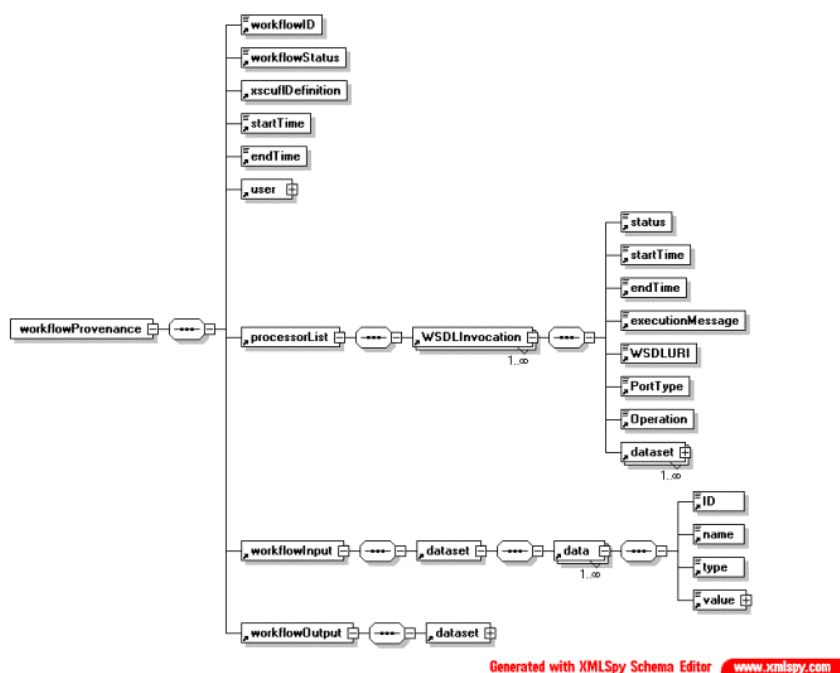 workflowID
workflowStatus
xscuflDefinition
startTime
endTime
user
status
startTime
endTime
executionMessage
workflowProvenance
processorList
WSDLInvocation
1..∞
WSDLURI
PortType
Operation
dataset
1..∞
ID
name
workflowInput
dataset
data
1..∞
type
value
workflowOutput
dataset
Generated with XMLSpy Schema Editor www.xmlspy.com